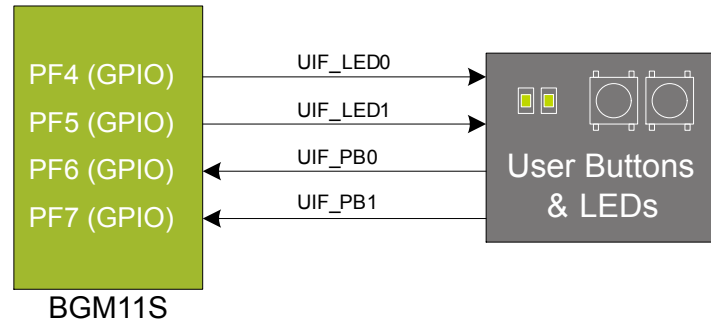 PF4 (GPIO)
PF5 (GPIO)
PF6 (GPIO)
PF7 (GPIO)
BGM11S
UIF_LED0
UIF_LED1
UIF_PB0
UIF_PB1
User Buttons
& LEDs